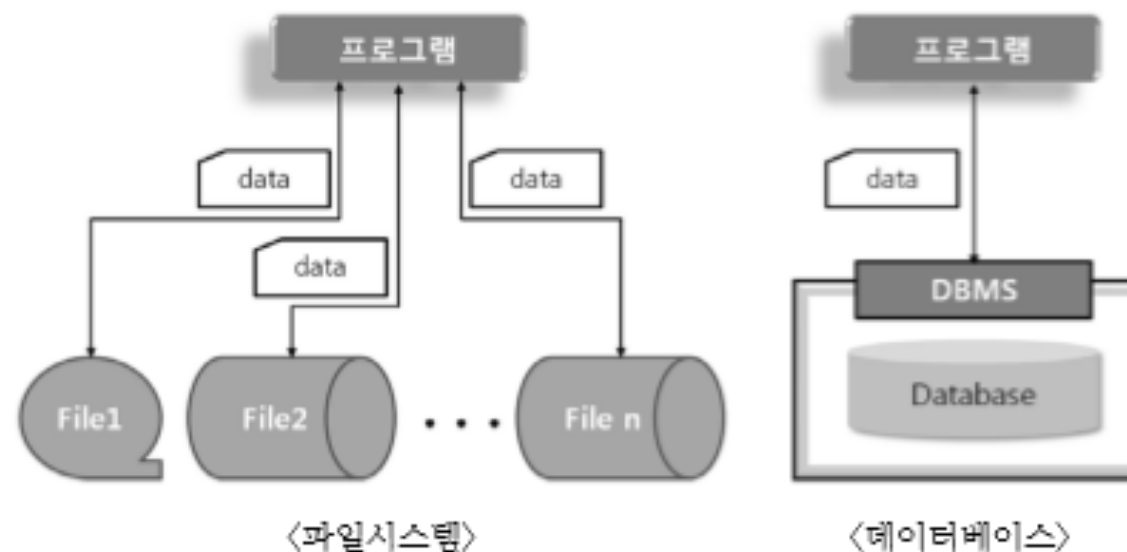 프로그램
프로그램
data
data
data
data
DBMS
Database
File1
File2
• • •
File n
<파일시스템>
<데이터베이스>